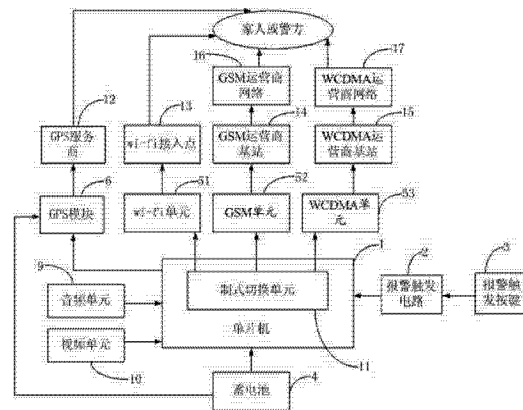 家人或警方
16
17
GSM运营商
网络
WCDMA运
营商网络
12
13
14
15
GPS服务
商
wi-fi接入点
GSM运营商
基站
WCDMA运
营商基站
6
51
52
53
GPS模块
wi-fi单元
GSM单元
WCDMA单
元
1
2
3
9
音频单元
制式切换单元
报警触发
电路
报警触
发按键
单片机
视频单元
10
11
蓄电池
4